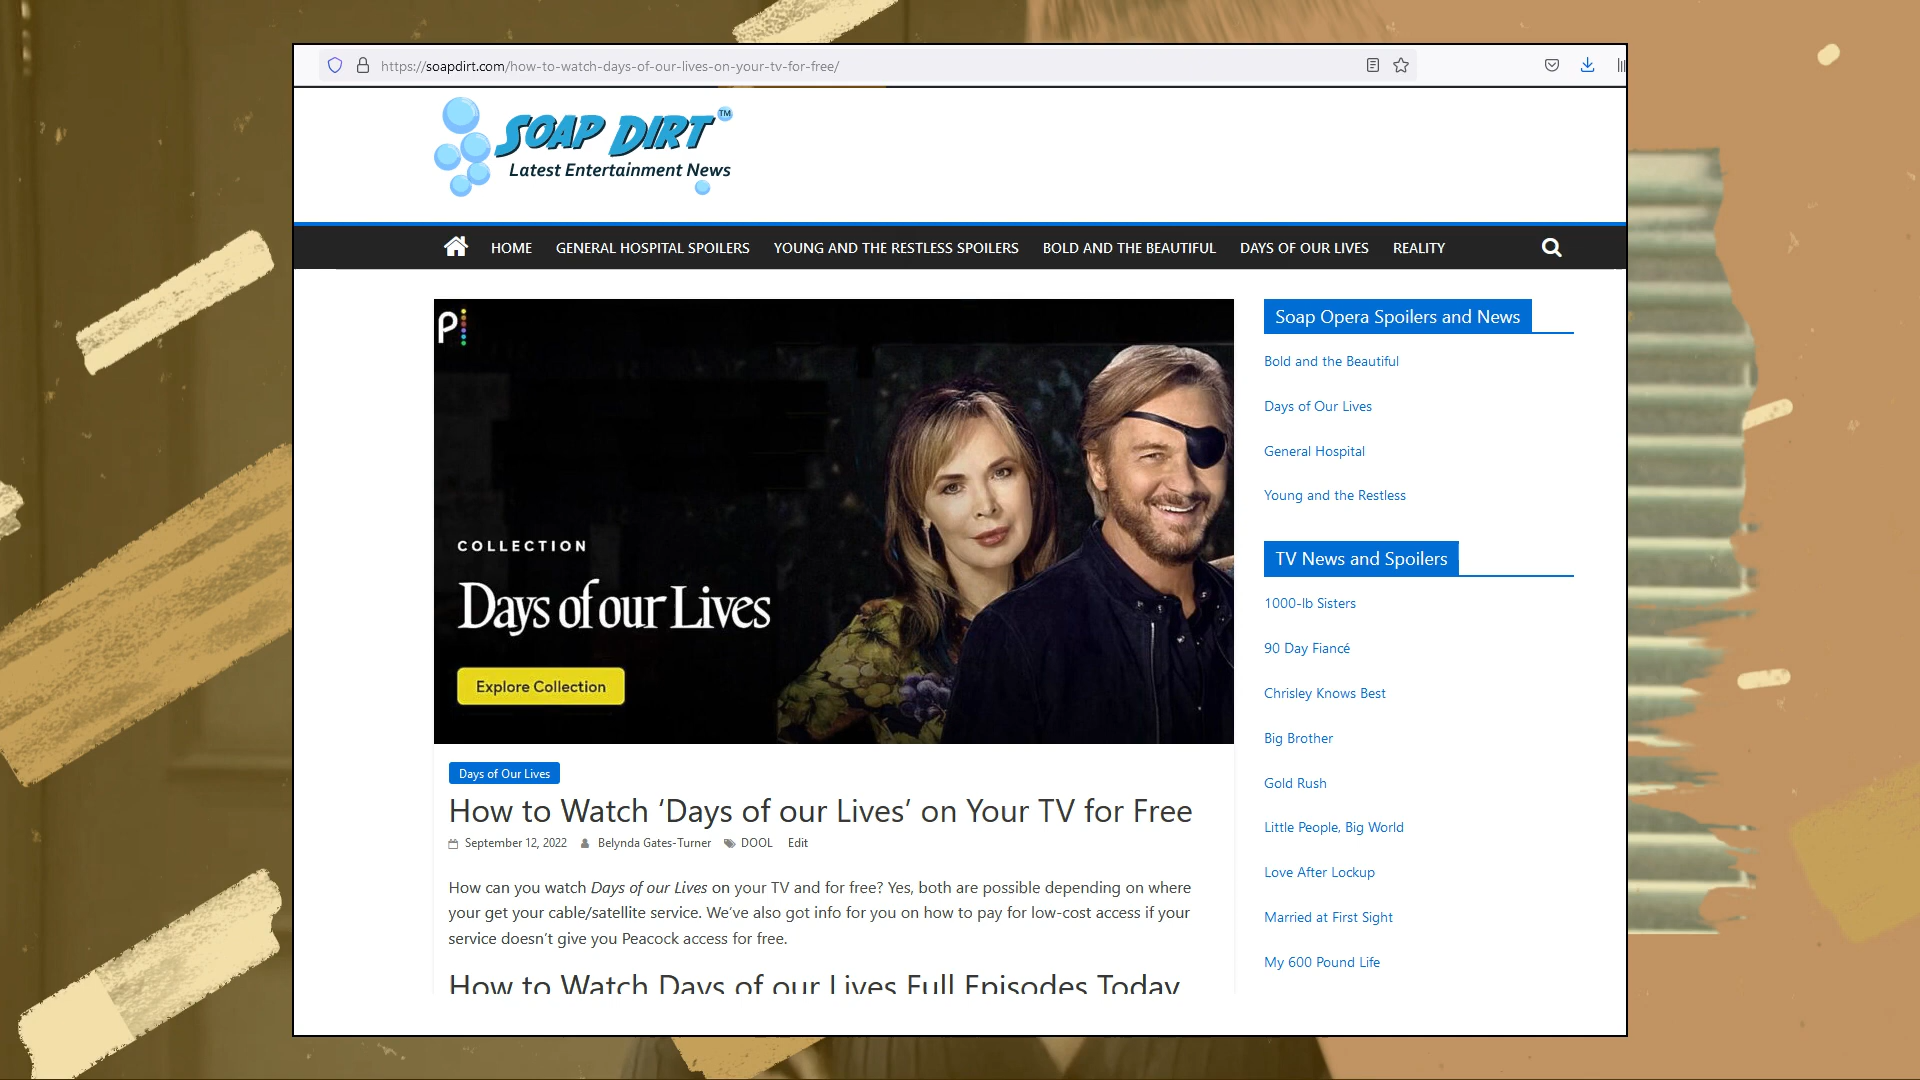 https://soapdirt.com/how-to-watch-days-of-our-lives-on-your-tv-for-free/
SOAP DIRT TM
Latest Entertainment News
HOME GENERAL HOSPITAL SPOILERS YOUNG AND THE RESTLESS SPOILERS BOLD AND THE BEAUTIFUL DAYS OF OUR LIVES REALITY
P
COLLECTION
Days of our Lives
Explore Collection
Days of Our Lives
How to Watch ‘Days of our Lives’ on Your TV for Free
September 12, 2022 Belynda Gates-Turner DOOL Edit
How can you watch Days of our Lives on your TV and for free? Yes, both are possible depending on where
your get your cable/satellite service. We’ve also got info for you on how to pay for low-cost access if your
service doesn’t give you Peacock access for free.
How to Watch Days of our Lives Full Episodes Today
Soap Opera Spoilers and News
Bold and the Beautiful
Days of Our Lives
General Hospital
Young and the Restless
TV News and Spoilers
1000-lb Sisters
90 Day Fiancé
Chrisley Knows Best
Big Brother
Gold Rush
Little People, Big World
Love After Lockup
Married at First Sight
My 600 Pound Life